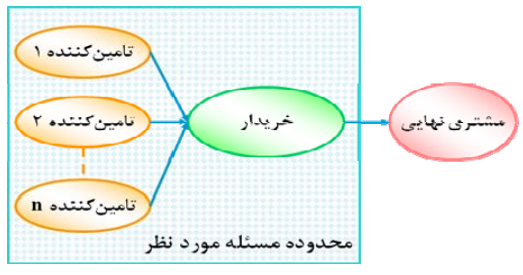 تامین‌کننده ۱
تامین‌کننده ۲
تامین‌کننده n
خریدار
مشتری نهایی
محدوده مسئله مورد نظر